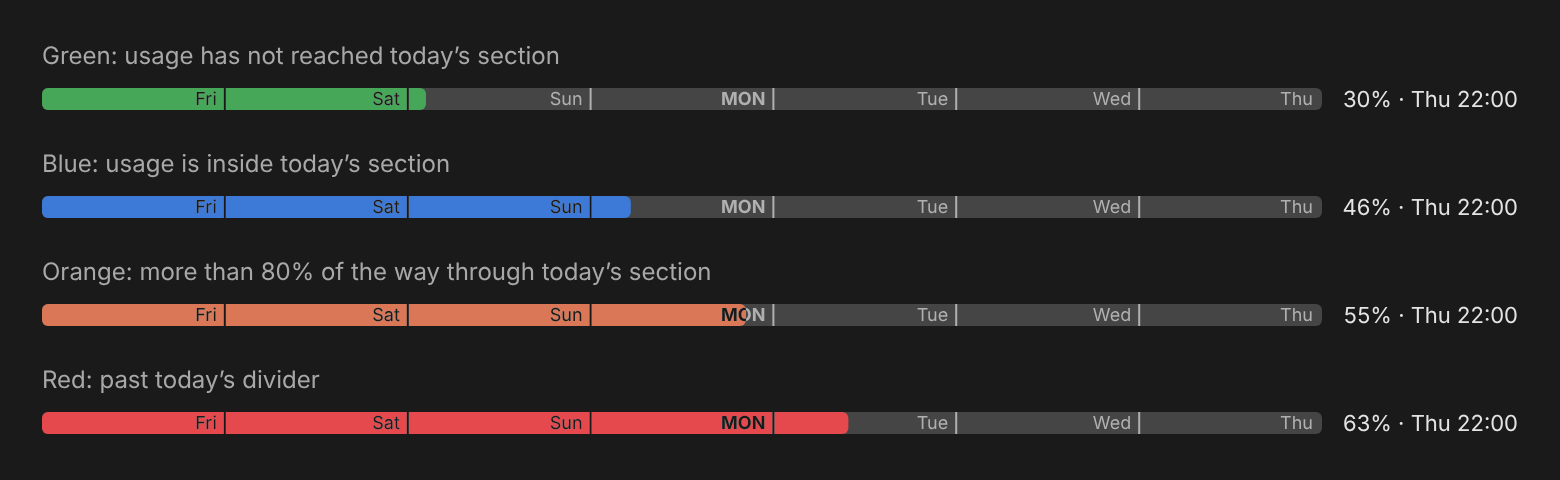 Green: usage has not reached today’s section
Fri Sat Sun MON Tue Wed Thu 30% · Thu 22:00
Blue: usage is inside today’s section
Fri Sat Sun MON Tue Wed Thu 46% · Thu 22:00
Orange: more than 80% of the way through today’s section
Fri Sat Sun MON Tue Wed Thu 55% · Thu 22:00
Red: past today’s divider
Fri Sat Sun MON Tue Wed Thu 63% · Thu 22:00